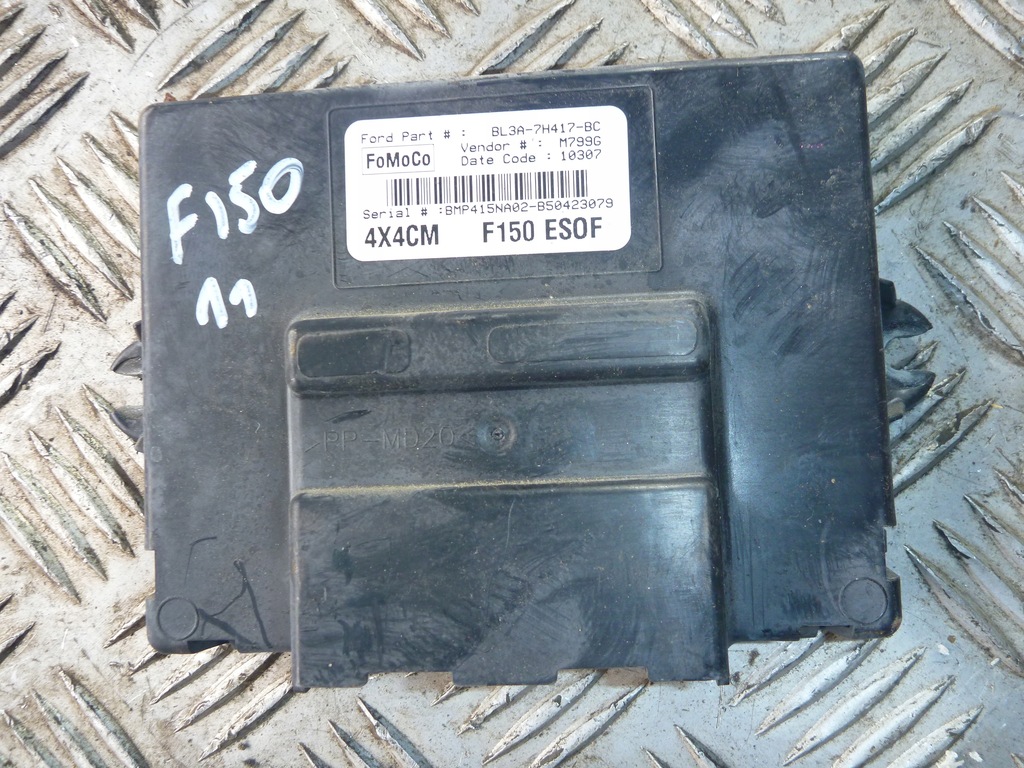 Ford Part # : BL3A-7H417-BC
FoMoCo Vendor # : M799G
Date Code : 10307
Serial # :BMP415NA02-B50423079
4X4CM F150 ESOF
F150
11
>PP-MD20